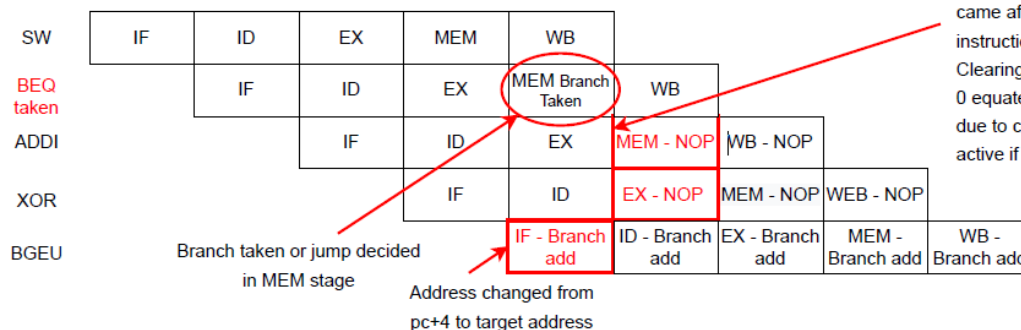 came af
instructi
Clearing
0 equate
due to c
active if
SW IF ID EX MEM WB
BEQ taken IF ID EX MEM Branch Taken WB
ADDI IF ID EX MEM - NOP WB - NOP
XOR IF ID EX - NOP MEM - NOP WEB - NOP
BGEU IF - Branch add ID - Branch add EX - Branch add MEM - Branch add WB - Branch add
Branch taken or jump decided
in MEM stage
Address changed from
pc+4 to target address